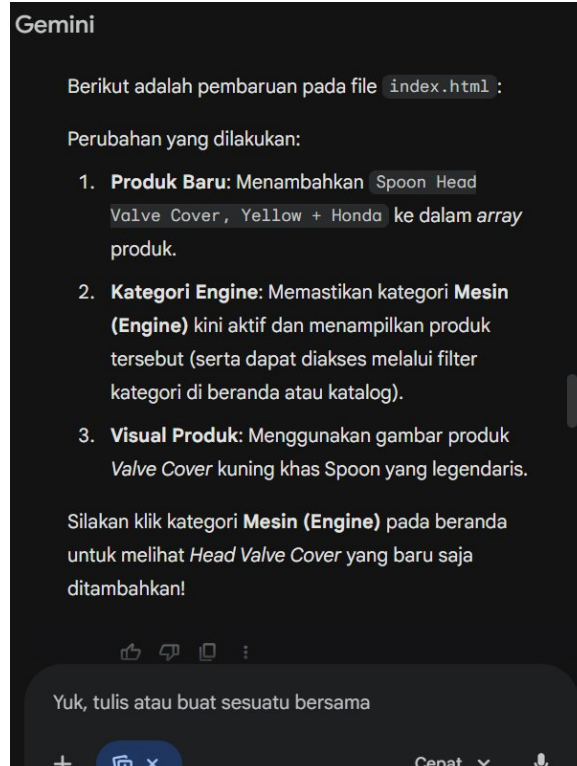 Gemini
Berikut adalah pembaruan pada file index.html :
Perubahan yang dilakukan:
1. Produk Baru: Menambahkan Spoon Head
Valve Cover, Yellow + Honda ke dalam array
produk.
2. Kategori Engine: Memastikan kategori Mesin
(Engine) kini aktif dan menampilkan produk
tersebut (serta dapat diakses melalui filter
kategori di beranda atau katalog).
3. Visual Produk: Menggunakan gambar produk
Valve Cover kuning khas Spoon yang legendaris.
Silakan klik kategori Mesin (Engine) pada beranda
untuk melihat Head Valve Cover yang baru saja
ditambahkan!
Yuk, tulis atau buat sesuatu bersama
Cepat